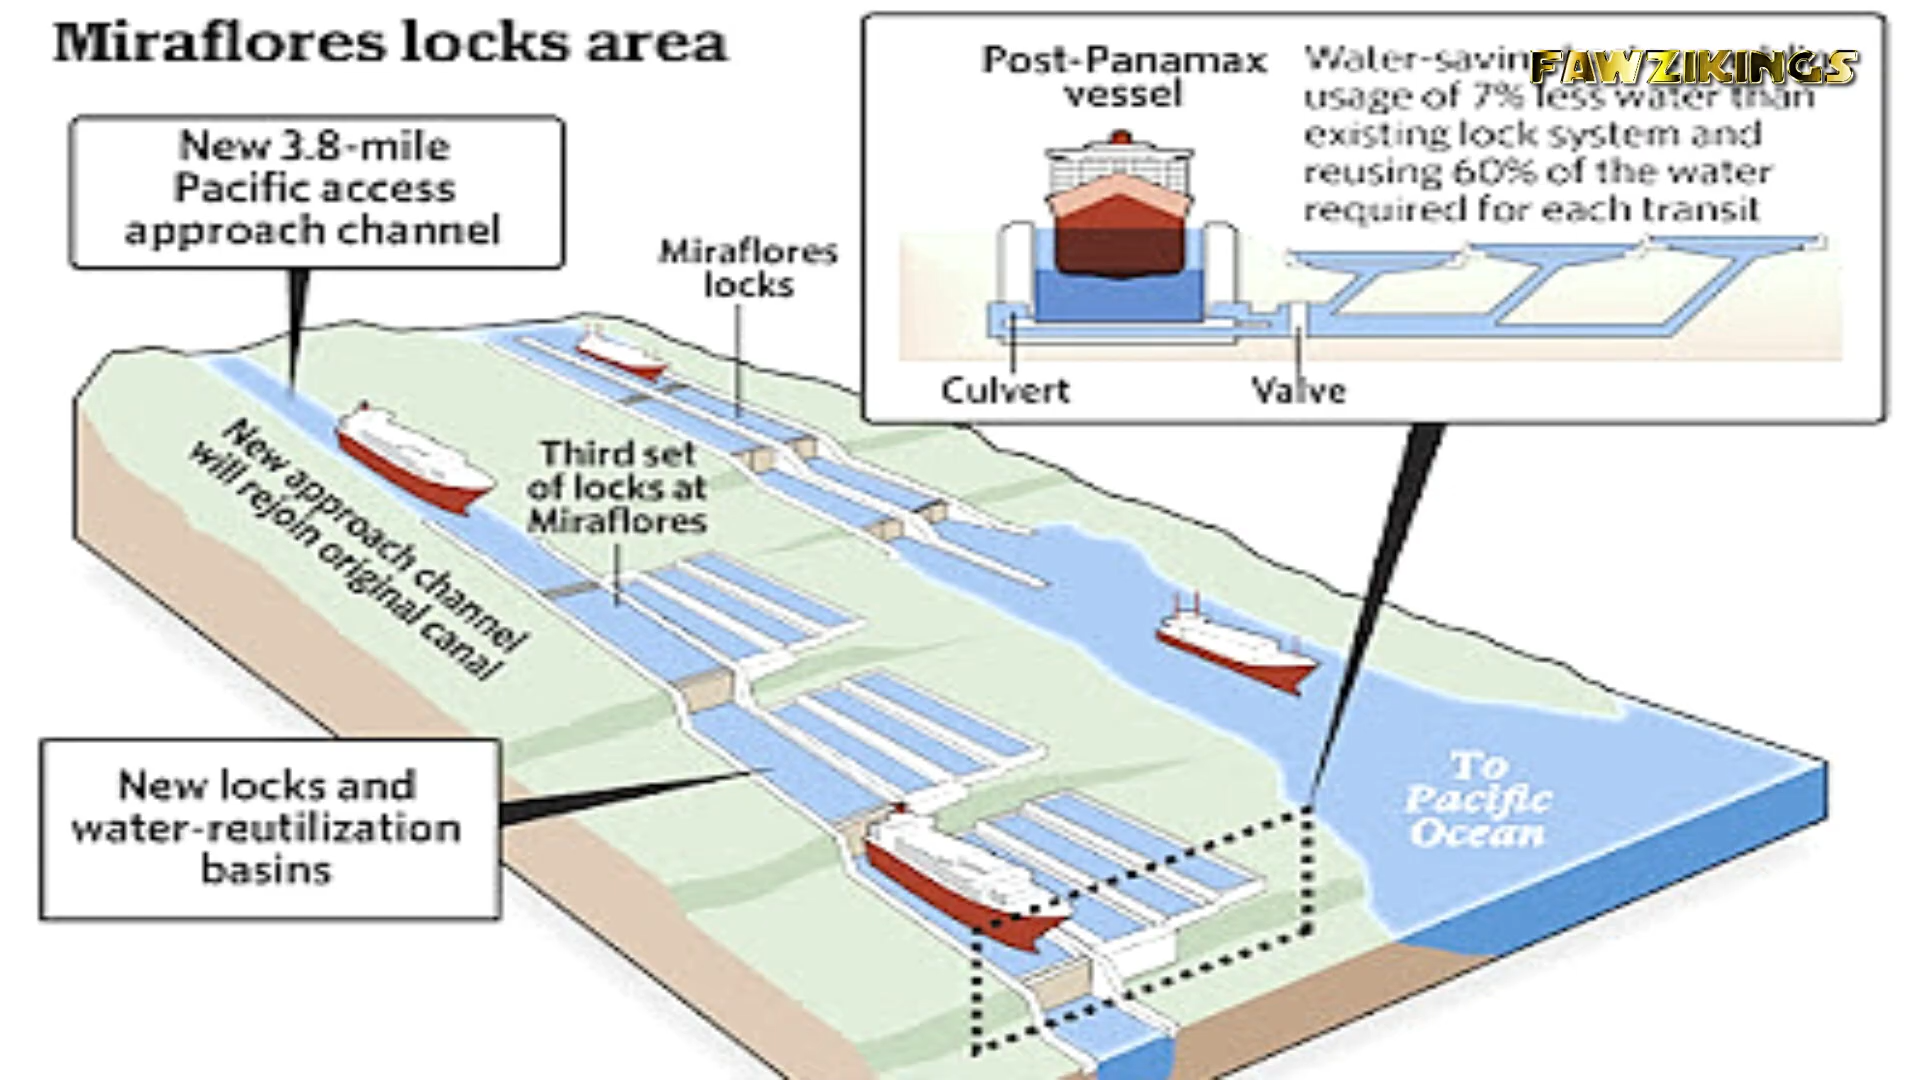 Miraflores locks area
New 3.8-mile
Pacific access
approach channel
Miraflores
locks
Post-Panamax
vessel
FAWZIKINGS
usage of 7% less water than
existing lock system and
reusing 60% of the water
required for each transit
Culvert
Valve
New approach channel
will rejoin original canal
Third set
of locks at
Miraflores
New locks and
water-reutilization
basins
To
Pacific
Ocean